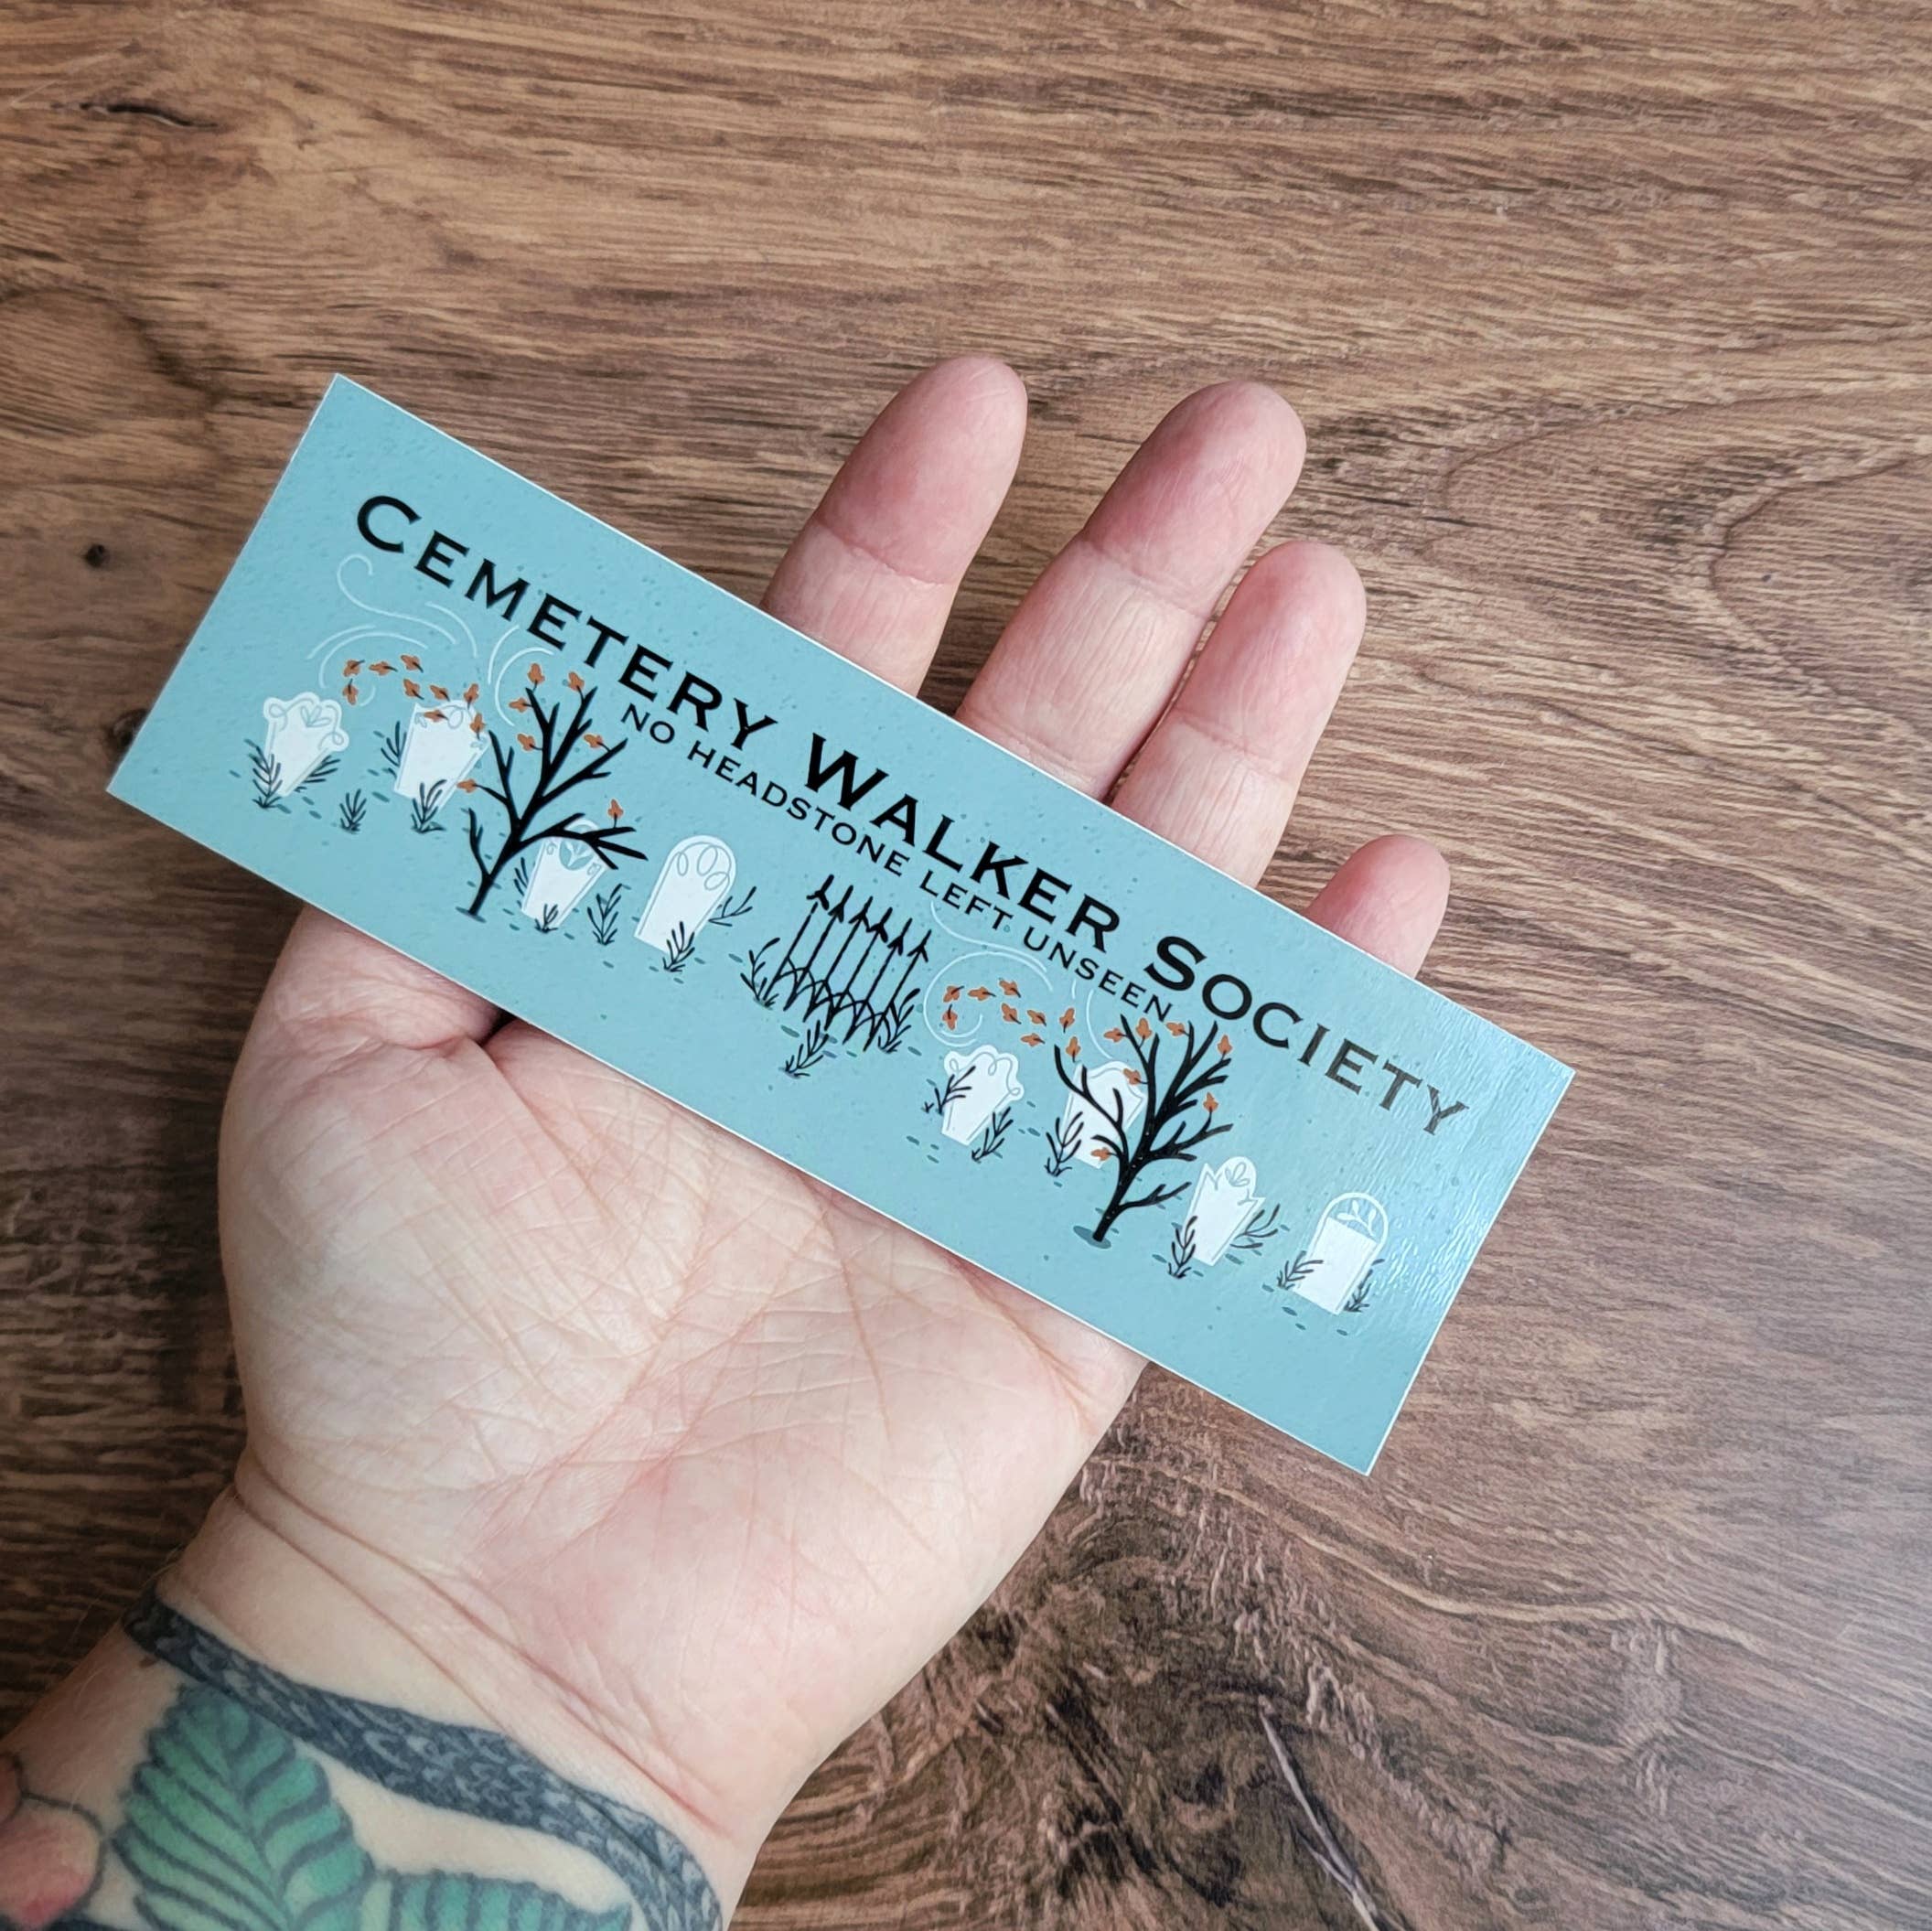 Cemetery Walker Society
NO HEADSTONE LEFT UNSEEN